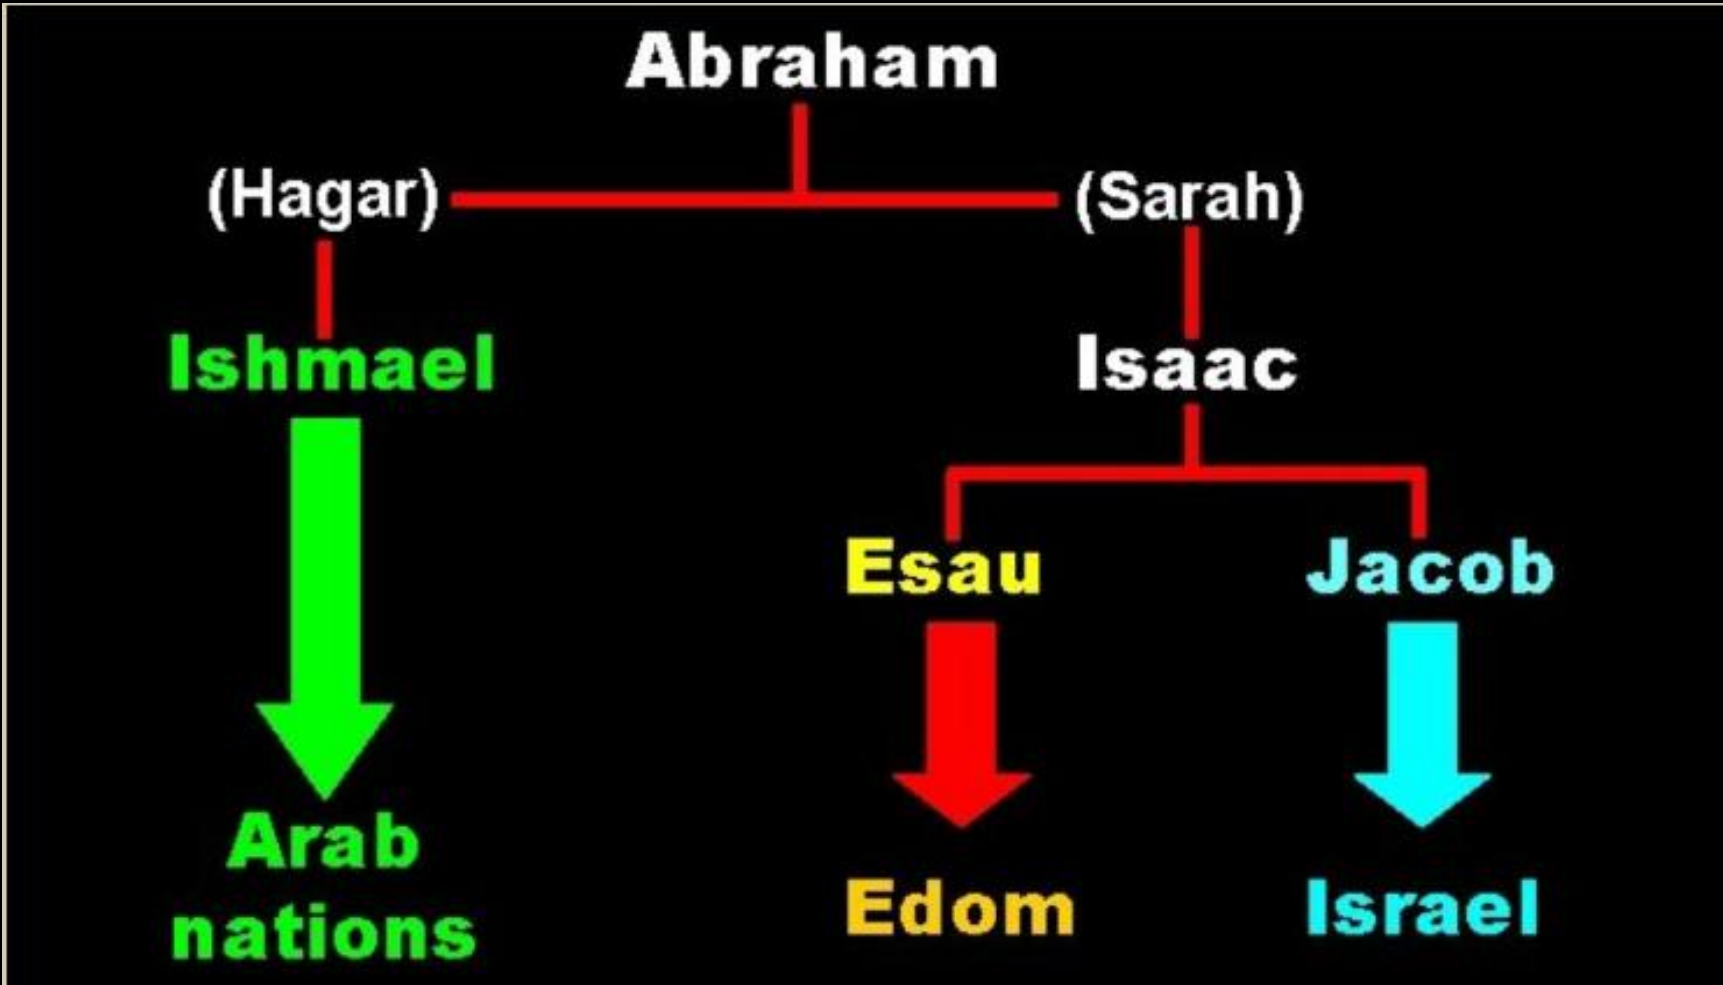 Abraham
(Hagar) (Sarah)
Ishmael Isaac
Esau Jacob
Arab
nations
Edom Israel